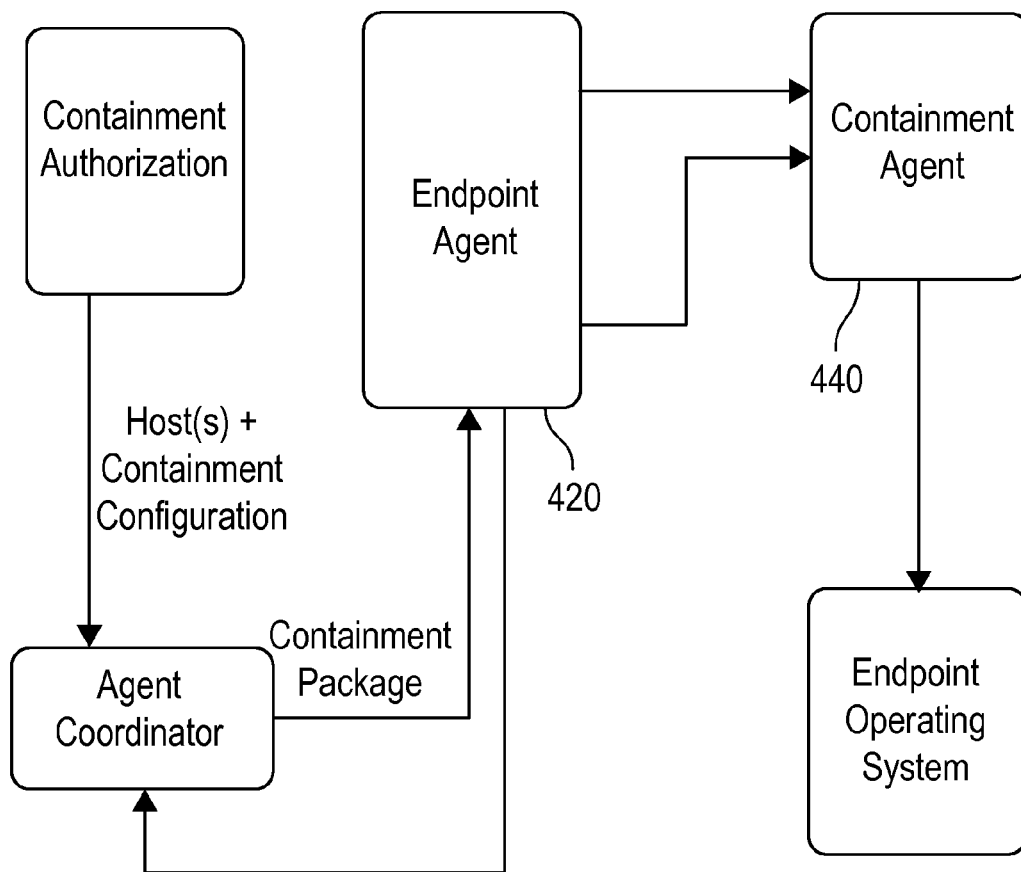 Containment
Authorization
Endpoint
Agent
Containment
Agent
440
420
Host(s) +
Containment
Configuration
Agent
Coordinator
Containment
Package
Endpoint
Operating
System